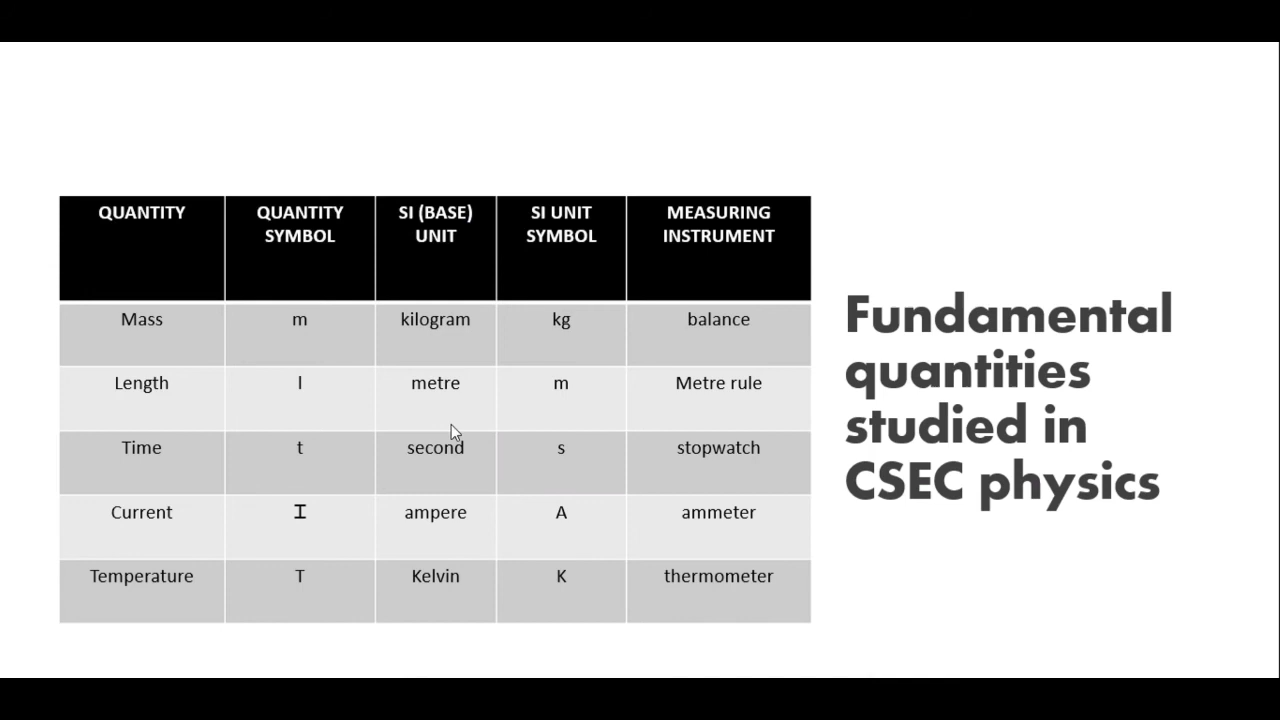 QUANTITY QUANTITY SYMBOL SI (BASE) UNIT SI UNIT SYMBOL MEASURING INSTRUMENT
Mass m kilogram kg balance
Length l metre m Metre rule
Time t second s stopwatch
Current I ampere A ammeter
Temperature T Kelvin K thermometer
Fundamental
quantities
studied in
CSEC physics